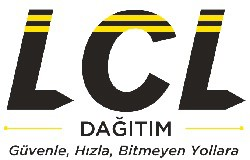 LCL
DAĞITIM
Güvenle, Hızla, Bitmeyen Yollara